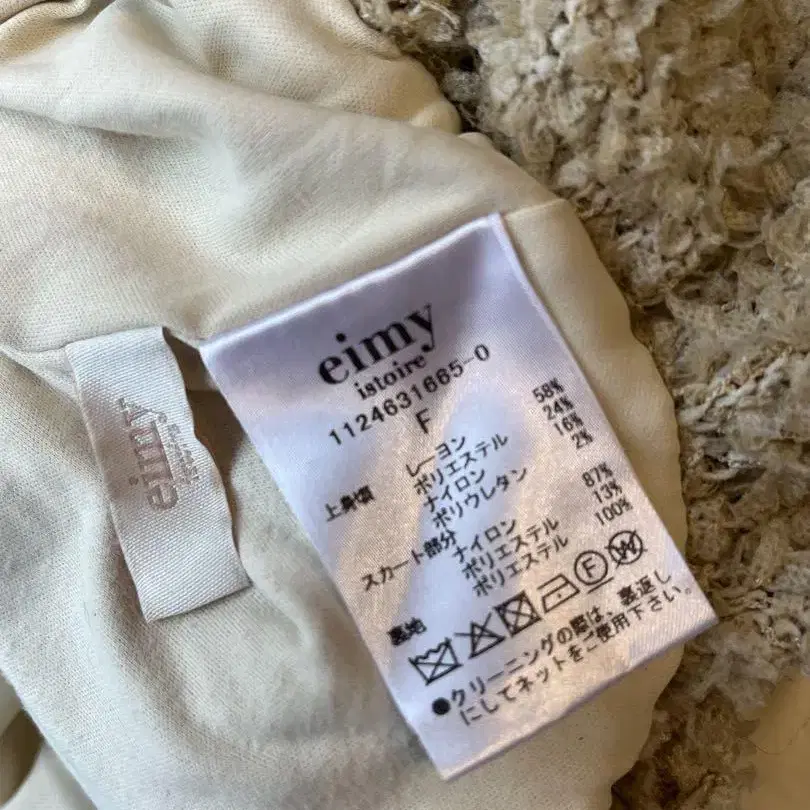 eimy
istoire
1124631665-0
F
上身頃 レーヨン 58%
ポリエステル 24%
ナイロン 16%
ポリウレタン 2%
スカート部分 ナイロン 87%
ポリエステル 13%
裏地 ポリエステル 100%
F W
●クリーニングの際は、裏返し
にしてネットをご使用下さい。
eimy